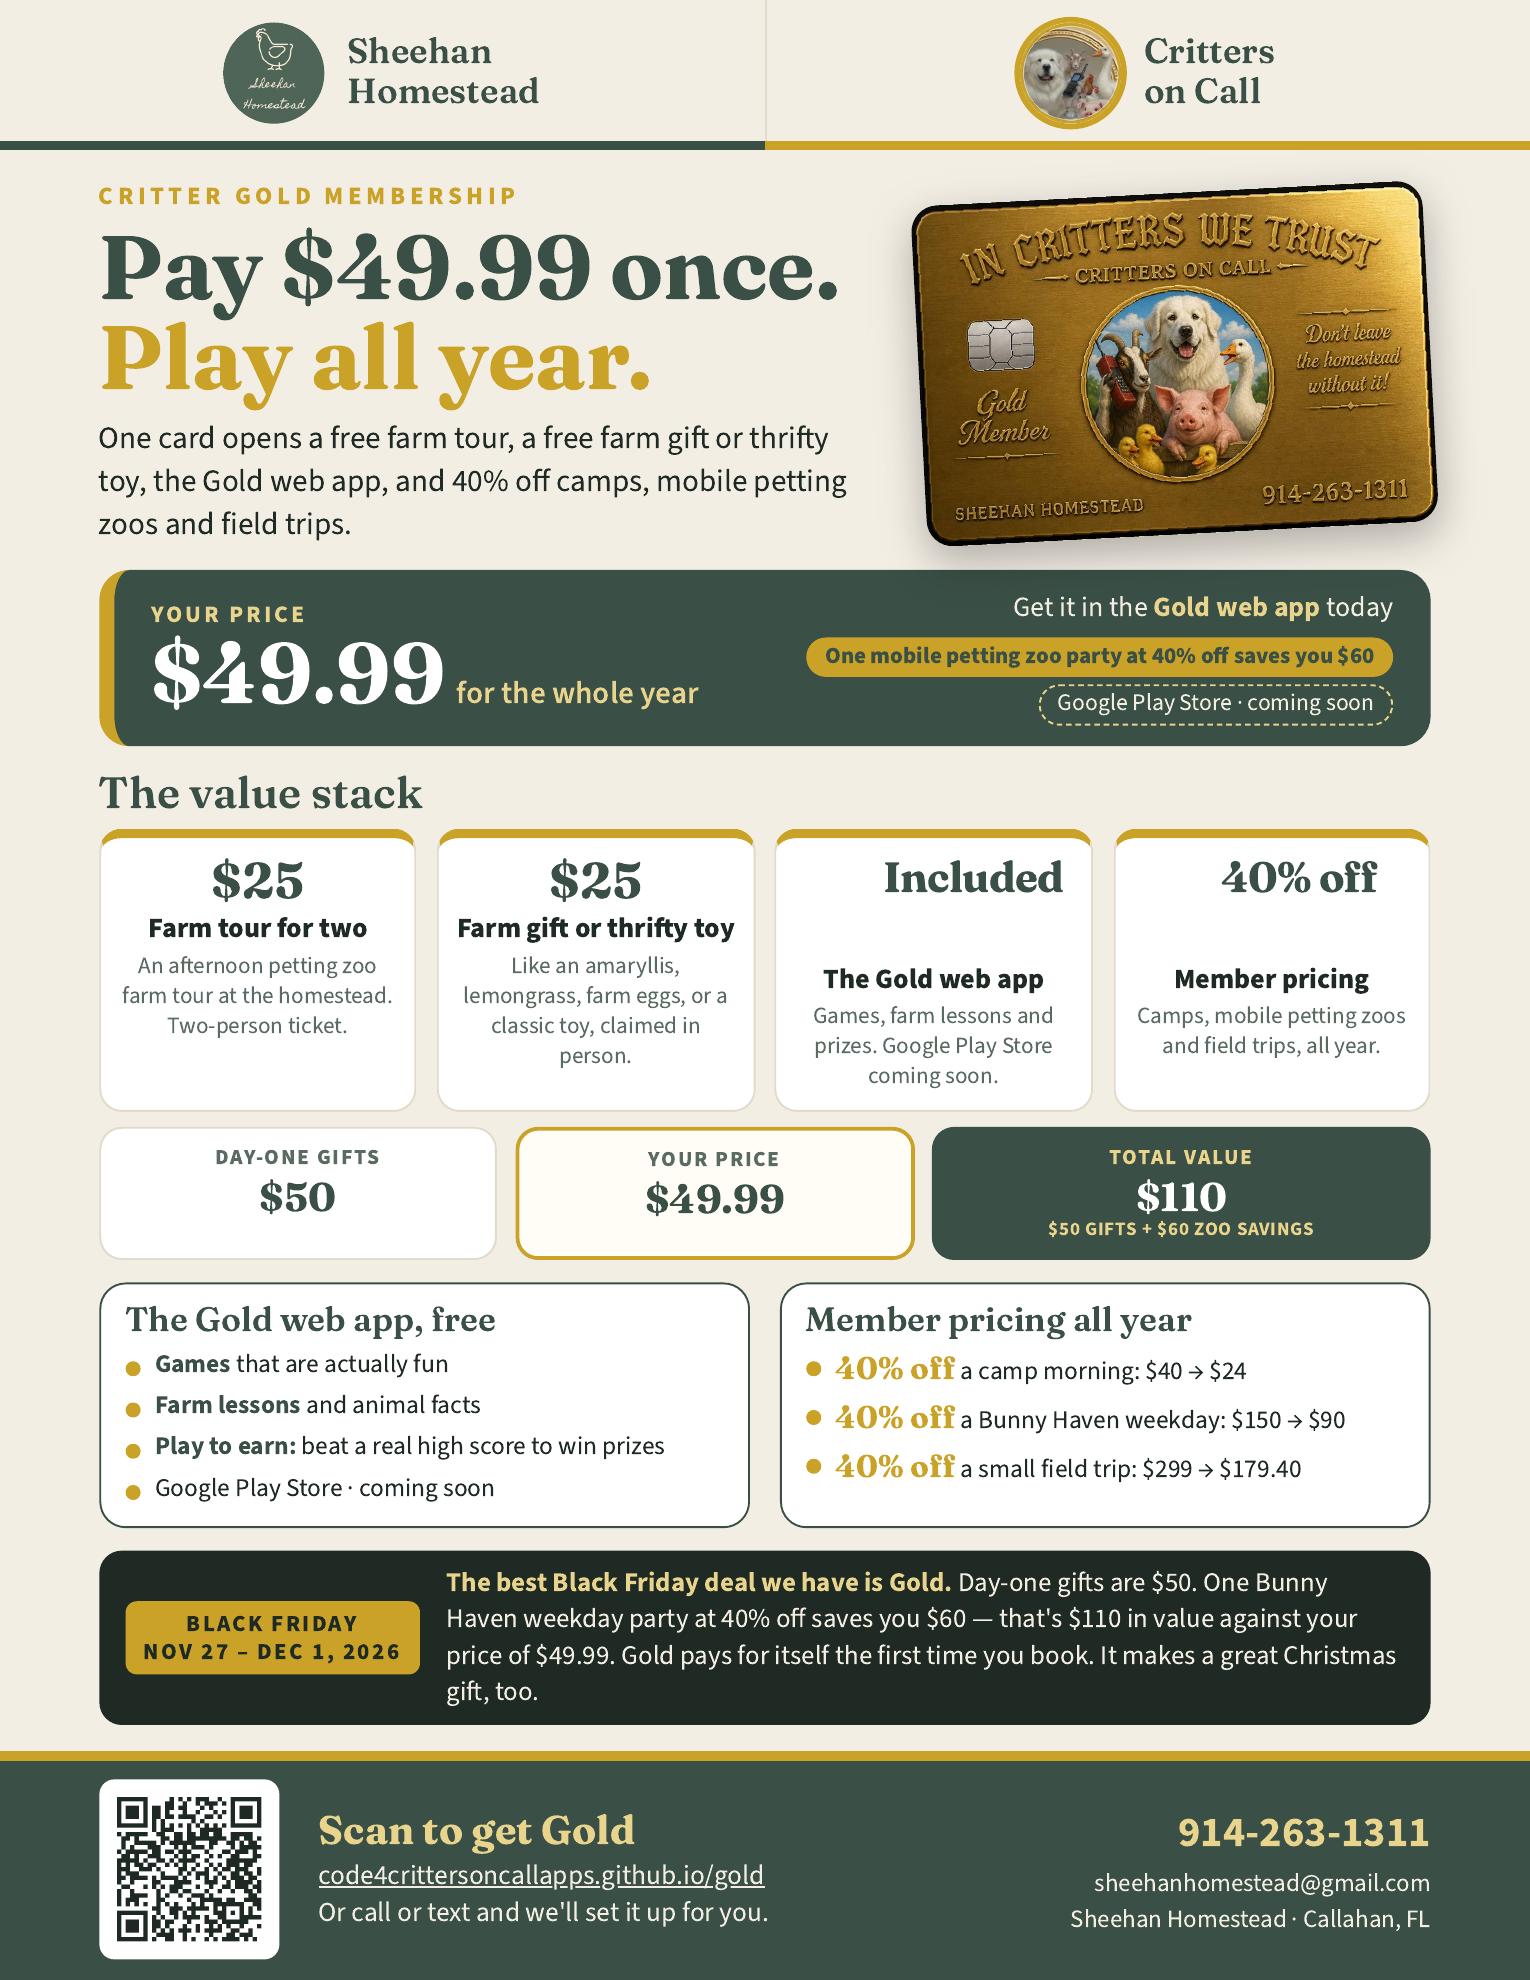 Sheehan
Homestead
Sheehan
Homestead
Critters
on Call
CRITTER GOLD MEMBERSHIP
Pay $49.99 once.
Play all year.
One card opens a free farm tour, a free farm gift or thrifty
toy, the Gold web app, and 40% off camps, mobile petting
zoos and field trips.
IN CRITTERS WE TRUST
CRITTERS ON CALL
Don't leave
the homestead
without it!
Gold
Member
SHEEHAN HOMESTEAD
914-263-1311
YOUR PRICE
$49.99 for the whole year
Get it in the Gold web app today
One mobile petting zoo party at 40% off saves you $60
Google Play Store · coming soon
The value stack
$25
Farm tour for two
An afternoon petting zoo
farm tour at the homestead.
Two-person ticket.
$25
Farm gift or thrifty toy
Like an amaryllis,
lemongrass, farm eggs, or a
classic toy, claimed in
person.
Included
The Gold web app
Games, farm lessons and
prizes. Google Play Store
coming soon.
40% off
Member pricing
Camps, mobile petting zoos
and field trips, all year.
DAY-ONE GIFTS
$50
YOUR PRICE
$49.99
TOTAL VALUE
$110
$50 GIFTS + $60 ZOO SAVINGS
The Gold web app, free
Games that are actually fun
Farm lessons and animal facts
Play to earn: beat a real high score to win prizes
Google Play Store · coming soon
Member pricing all year
40% off a camp morning: $40 → $24
40% off a Bunny Haven weekday: $150 → $90
40% off a small field trip: $299 → $179.40
BLACK FRIDAY
NOV 27 – DEC 1, 2026
The best Black Friday deal we have is Gold. Day-one gifts are $50. One Bunny
Haven weekday party at 40% off saves you $60 — that's $110 in value against your
price of $49.99. Gold pays for itself the first time you book. It makes a great Christmas
gift, too.
Scan to get Gold
code4crittersoncallapps.github.io/gold
Or call or text and we'll set it up for you.
914-263-1311
sheehanhomestead@gmail.com
Sheehan Homestead · Callahan, FL